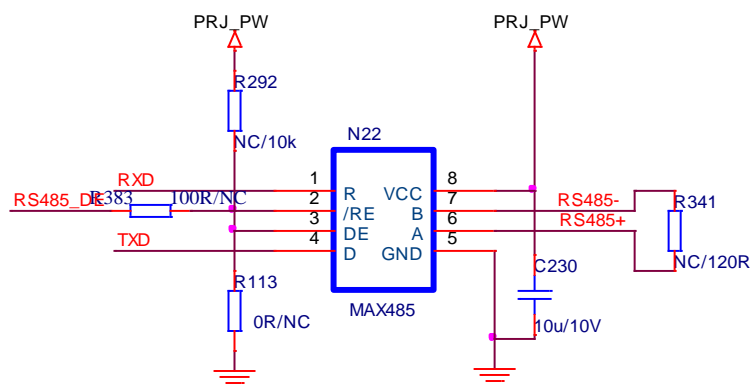 PRJ_PW
PRJ_PW
R292
NC/10k
N22
RXD
1
R
VCC
8
RS485_DE
R383
100R/NC
2
/RE
B
7
RS485-
R341
3
DE
A
6
RS485+
TXD
4
D
GND
5
NC/120R
R113
C230
0R/NC
MAX485
10u/10V